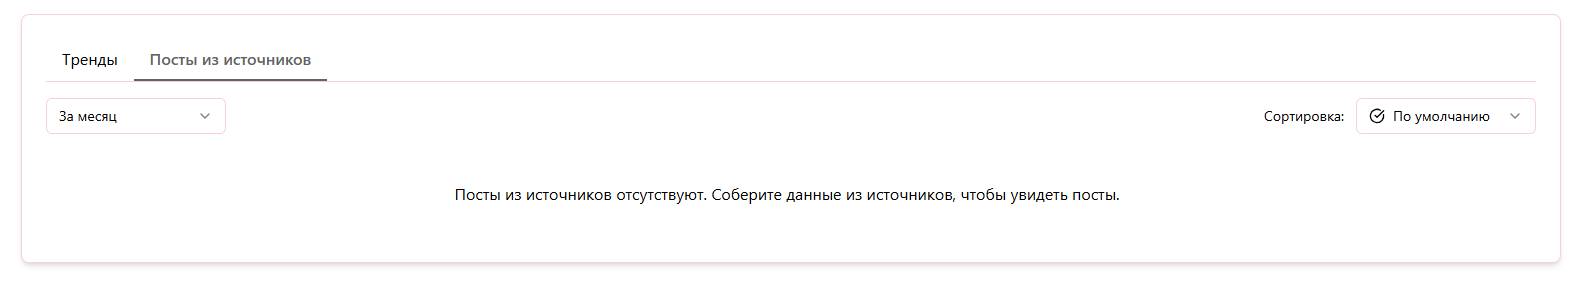 Тренды Посты из источников
За месяц Сортировка: По умолчанию
Посты из источников отсутствуют. Соберите данные из источников, чтобы увидеть посты.